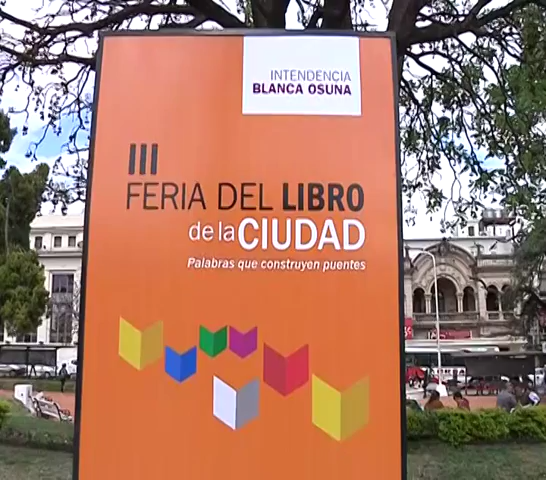 INTENDENCIA
BLANCA OSUNA
III
FERIA DEL LIBRO
de la CIUDAD
Palabras que construyen puentes